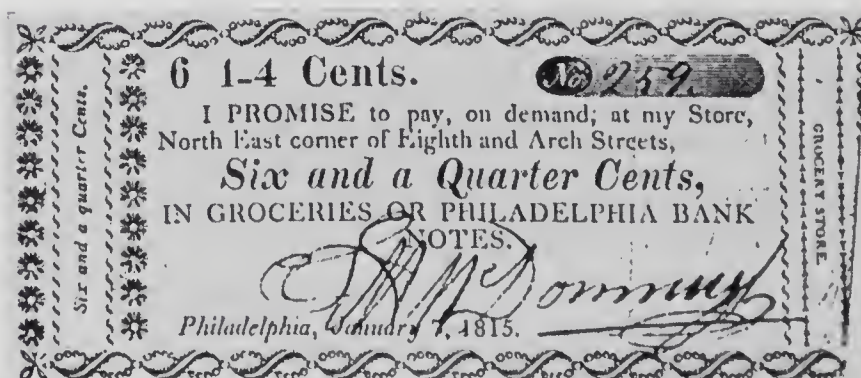 Six and a quarter Cents.
6 1-4 Cents.
No 259.
I PROMISE to pay, on demand; at my Store,
North East corner of Eighth and Arch Streets,
Six and a Quarter Cents,
IN GROCERIES OR PHILADELPHIA BANK
NOTES.
Philadelphia, January 7, 1815.
GROCERY STORE.